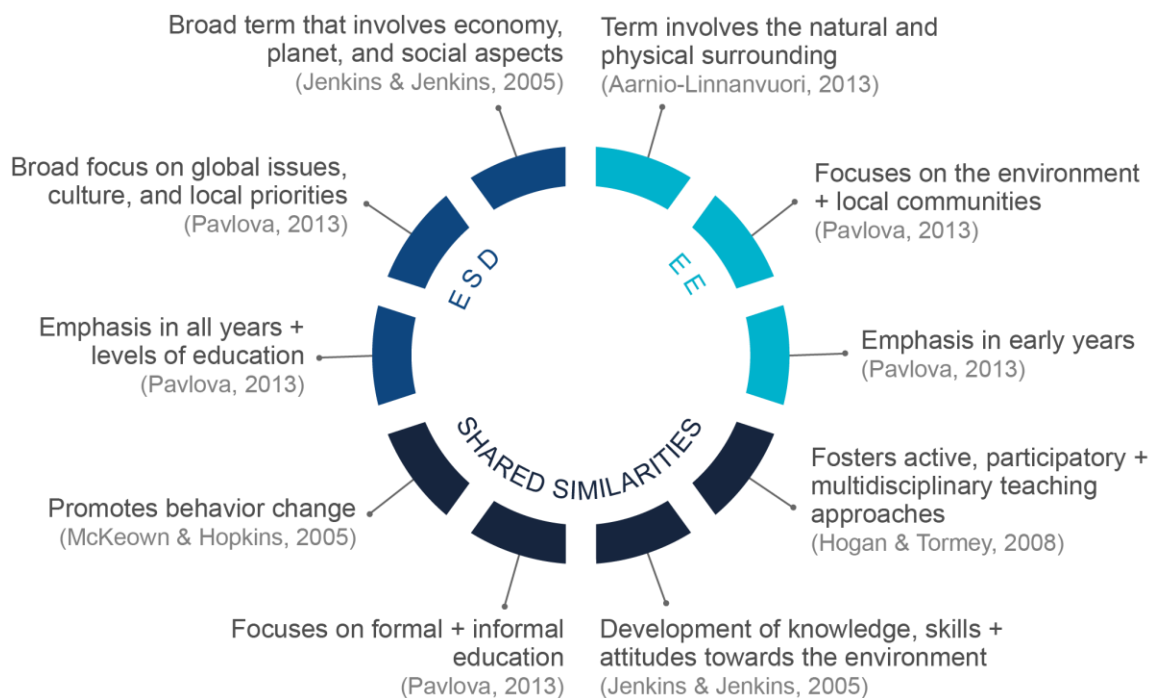 Broad term that involves economy,
planet, and social aspects
(Jenkins & Jenkins, 2005)
Term involves the natural and
physical surrounding
(Aarnio-Linnanvuori, 2013)
Broad focus on global issues,
culture, and local priorities
(Pavlova, 2013)
Focuses on the environment
+ local communities
(Pavlova, 2013)
ESD
EE
Emphasis in all years +
levels of education
(Pavlova, 2013)
Emphasis in early years
(Pavlova, 2013)
SHARED SIMILARITIES
Promotes behavior change
(McKeown & Hopkins, 2005)
Fosters active, participatory +
multidisciplinary teaching
approaches
(Hogan & Tormey, 2008)
Focuses on formal + informal
education
(Pavlova, 2013)
Development of knowledge, skills +
attitudes towards the environment
(Jenkins & Jenkins, 2005)